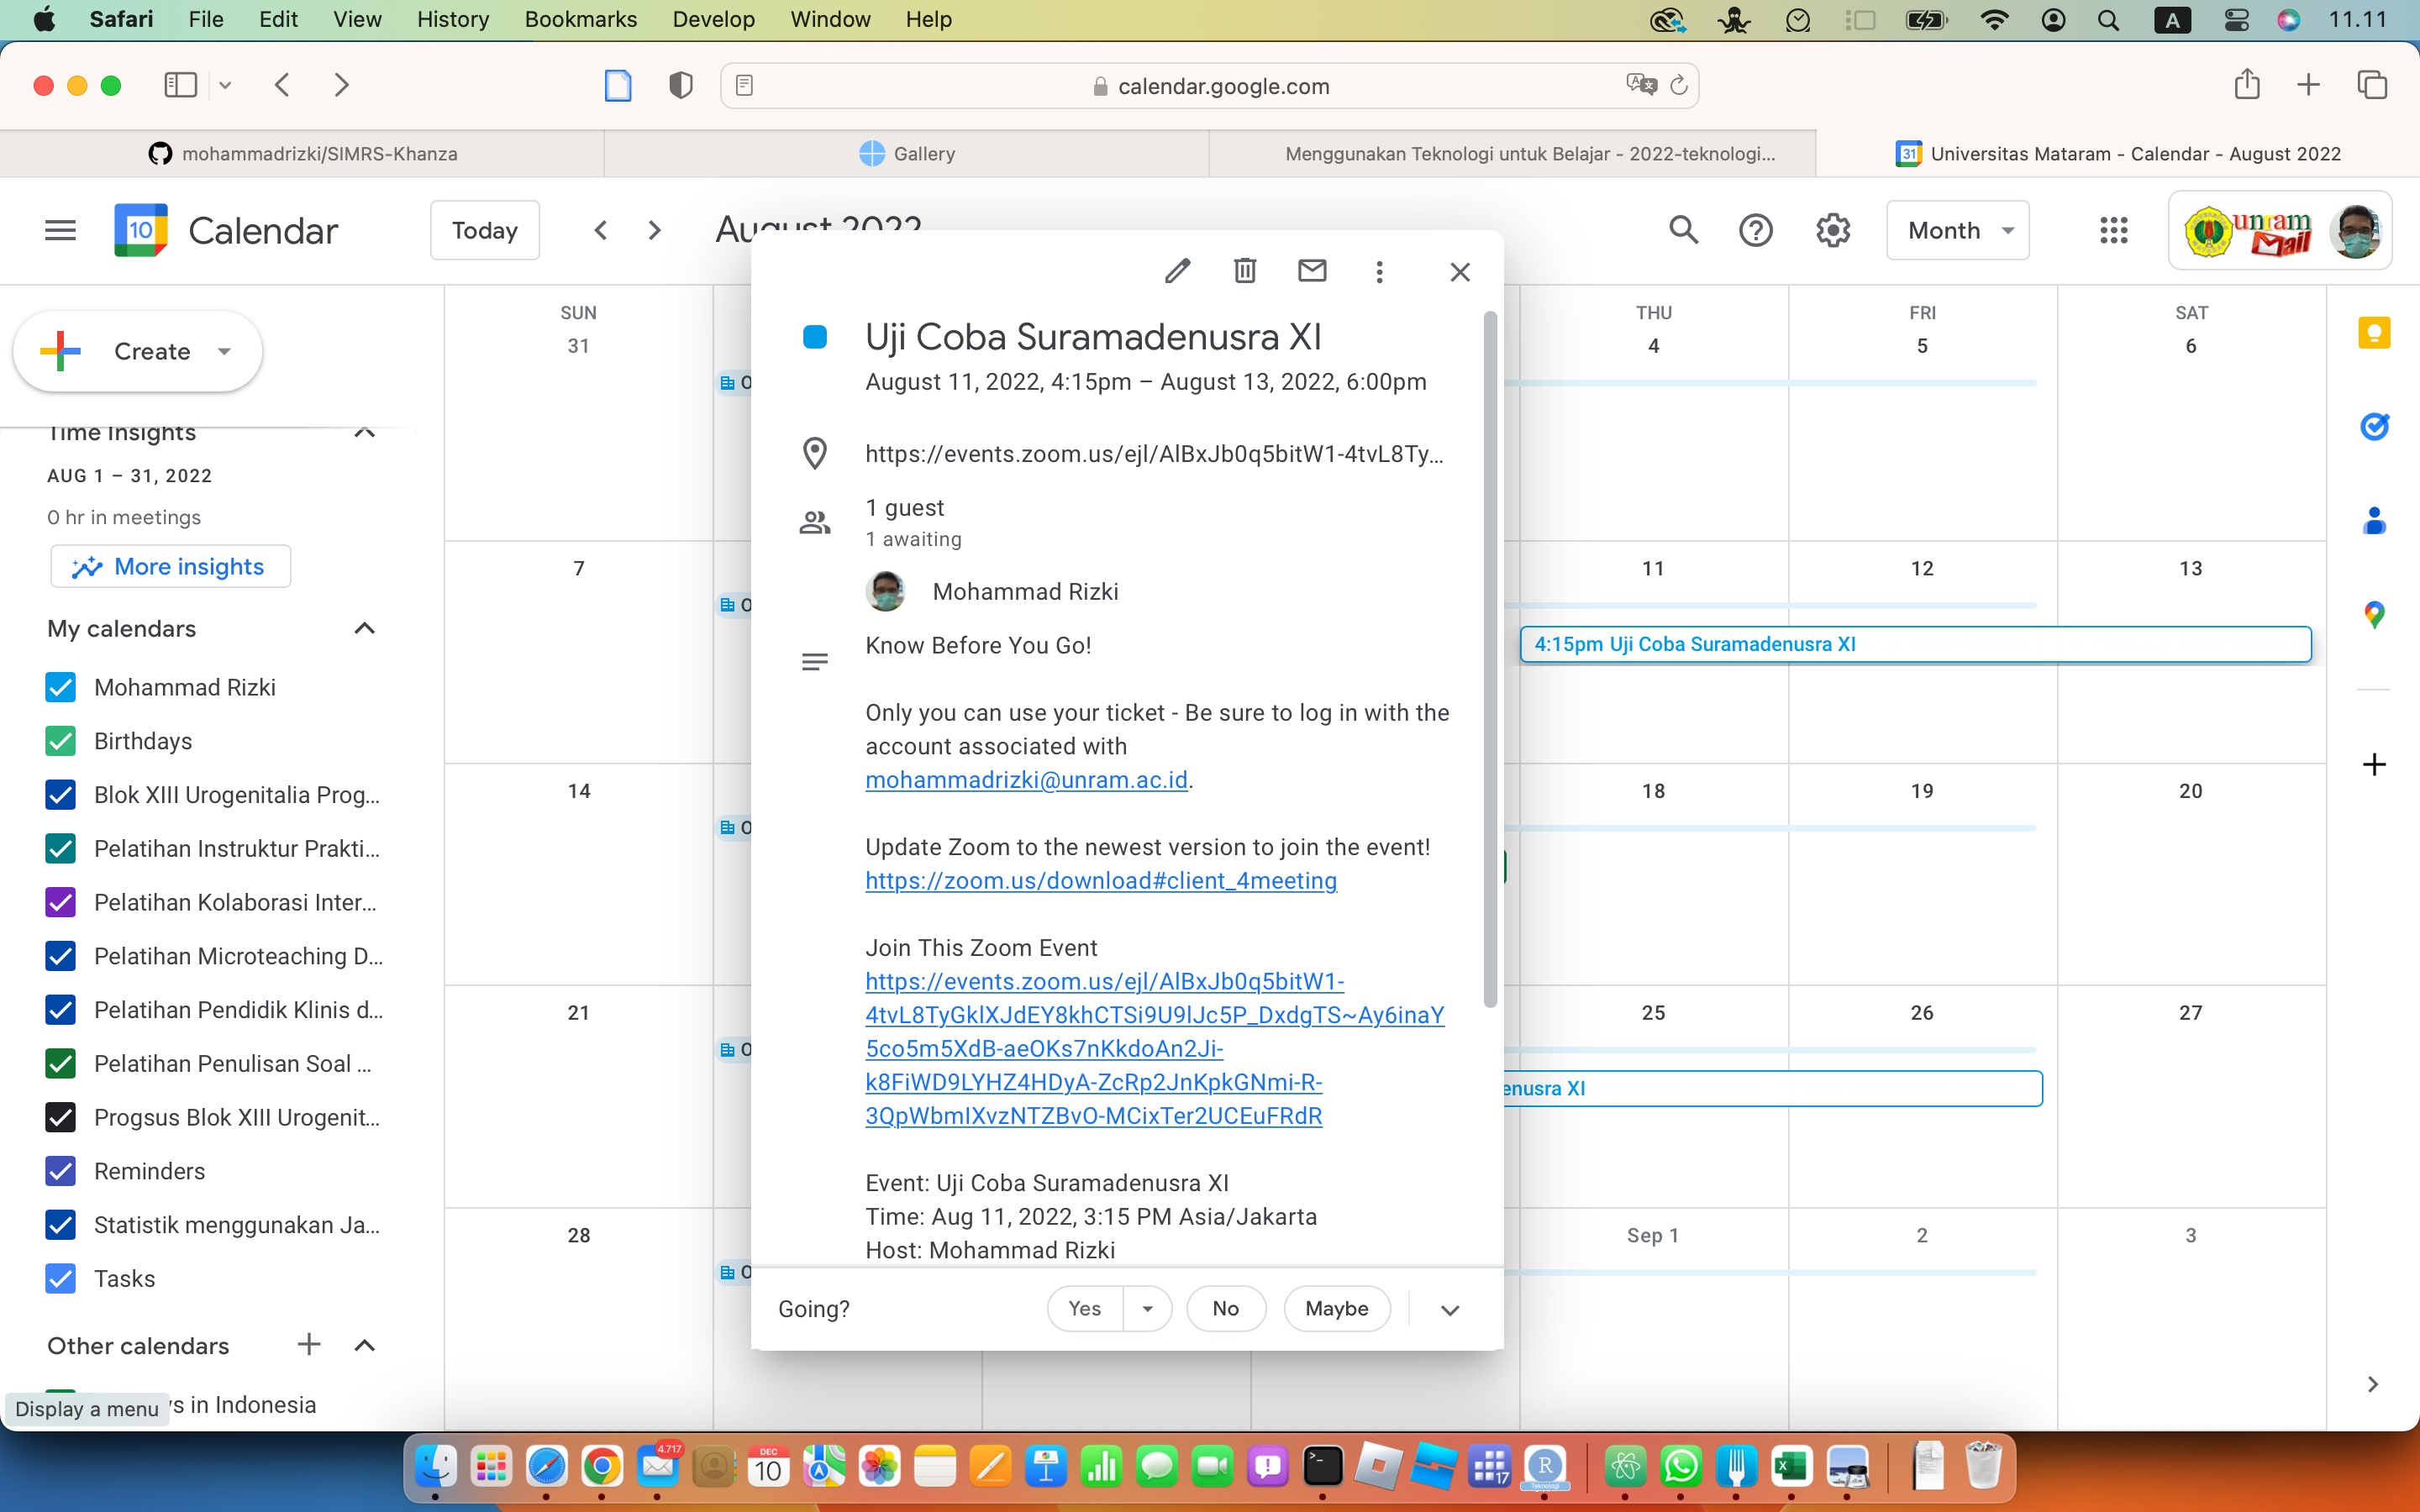 Safari File Edit View History Bookmarks Develop Window Help
A
11.11
calendar.google.com
mohammadrizki/SIMRS-Khanza
Gallery
Menggunakan Teknologi untuk Belajar - 2022-teknologi...
31 Universitas Mataram - Calendar - August 2022
10 Calendar
Today
August 2022
Month
unram
Mail
Create
Time Insights
AUG 1 – 31, 2022
0 hr in meetings
More insights
My calendars
Mohammad Rizki
Birthdays
Blok XIII Urogenitalia Prog...
Pelatihan Instruktur Prakti...
Pelatihan Kolaborasi Inter...
Pelatihan Microteaching D...
Pelatihan Pendidik Klinis d...
Pelatihan Penulisan Soal ...
Progsus Blok XIII Urogenit...
Reminders
Statistik menggunakan Ja...
Tasks
Other calendars
s in Indonesia
Display a menu
SUN
31
7
14
21
28
Uji Coba Suramadenusra XI
August 11, 2022, 4:15pm – August 13, 2022, 6:00pm
https://events.zoom.us/ejl/AlBxJb0q5bitW1-4tvL8Ty...
1 guest
1 awaiting
Mohammad Rizki
Know Before You Go!
Only you can use your ticket - Be sure to log in with the
account associated with
mohammadrizki@unram.ac.id.
Update Zoom to the newest version to join the event!
https://zoom.us/download#client_4meeting
Join This Zoom Event
https://events.zoom.us/ejl/AlBxJb0q5bitW1-
4tvL8TyGklXJdEY8khCTSi9U9lJc5P_DxdgTS~Ay6inaY
5co5m5XdB-aeOKs7nKkdoAn2Ji-
k8FiWD9LYHZ4HDyA-ZcRp2JnKpkGNmi-R-
3QpWbmIXvzNTZBvO-MCixTer2UCEuFRdR
Event: Uji Coba Suramadenusra XI
Time: Aug 11, 2022, 3:15 PM Asia/Jakarta
Host: Mohammad Rizki
Going?
Yes
No
Maybe
THU
4
FRI
5
SAT
6
11
12
13
4:15pm Uji Coba Suramadenusra XI
18
19
20
25
26
27
enusra XI
Sep 1
2
3
4.717
DEC
10
17
R
Teknologi
X